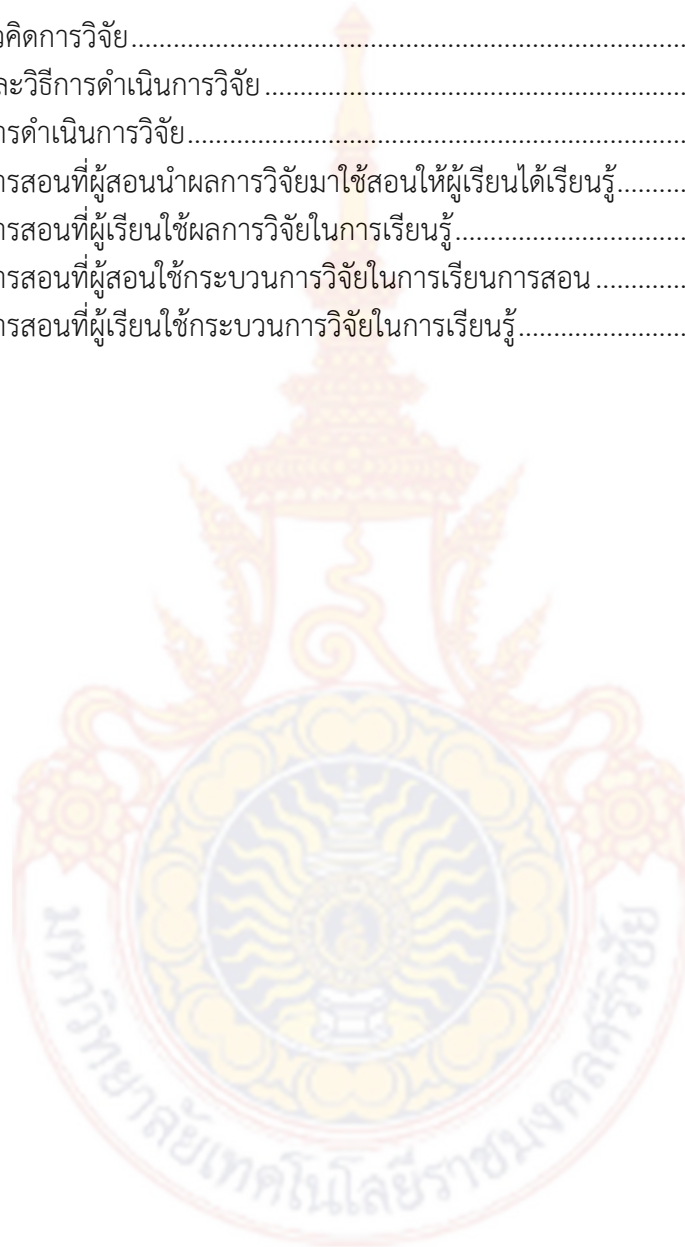 วคิดการวิจัย................................................................................
ละวิธีการดำเนินการวิจัย............................................................
ารดำเนินการวิจัย.......................................................................
ารสอนที่ผู้สอนนำผลการวิจัยมาใช้สอนให้ผู้เรียนได้เรียนรู้..........
ารสอนที่ผู้เรียนใช้ผลการวิจัยในการเรียนรู้.................................
ารสอนที่ผู้สอนใช้กระบวนการวิจัยในการเรียนการสอน .............
ารสอนที่ผู้เรียนใช้กระบวนการวิจัยในการเรียนรู้........................
มหาวิทยาลัยเทคโนโลยีราชมงคลศรีวิชัย